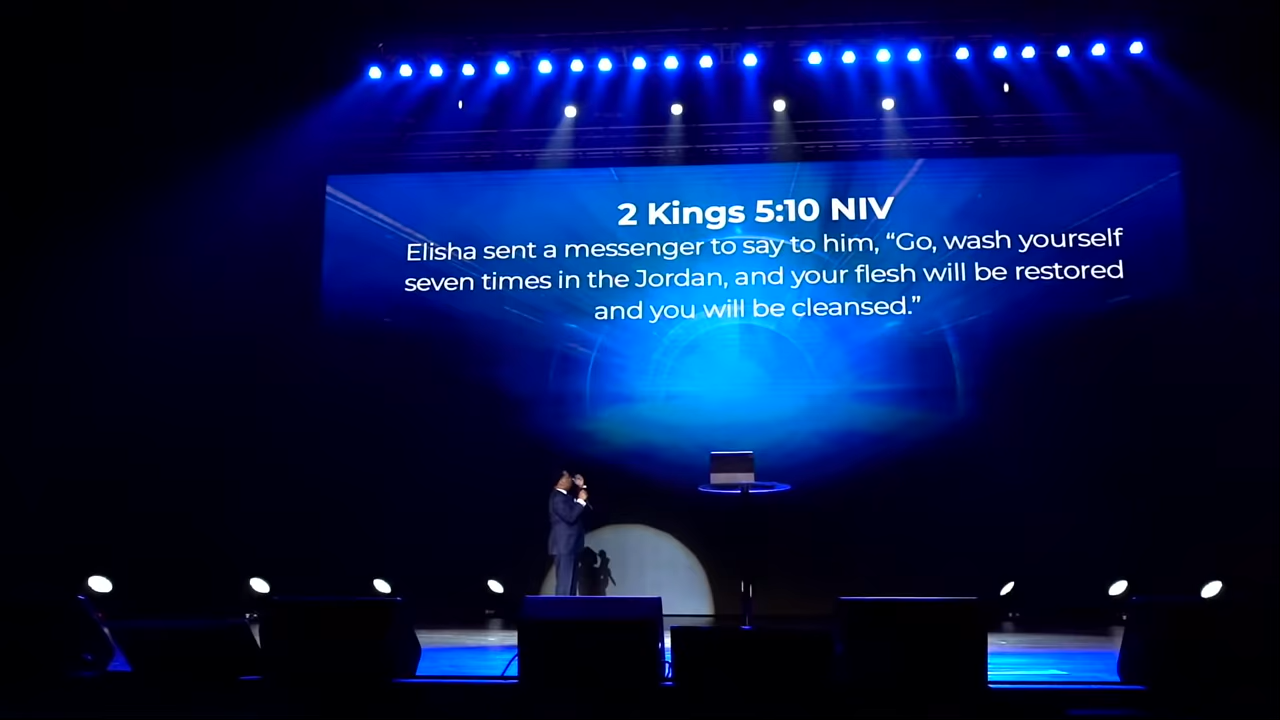 2 Kings 5:10 NIV
Elisha sent a messenger to say to him, “Go, wash yourself
seven times in the Jordan, and your flesh will be restored
and you will be cleansed.”